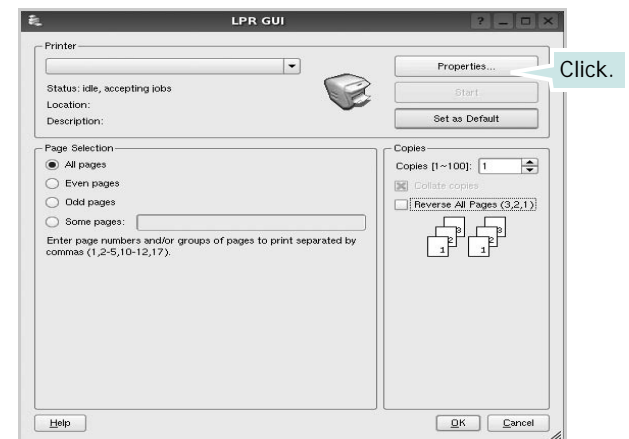 LPR GUI
Printer
Properties...
Click.
Status: idle, accepting jobs
Start
Location:
Description:
Set as Default
Page Selection
Copies
All pages
Copies [1~100]: 1
Even pages
Collate copies
Odd pages
Reverse All Pages (3,2,1)
Some pages:
Enter page numbers and/or groups of pages to print separated by
commas (1,2-5,10-12,17).
3 3
2 2
1 1
Help
OK
Cancel